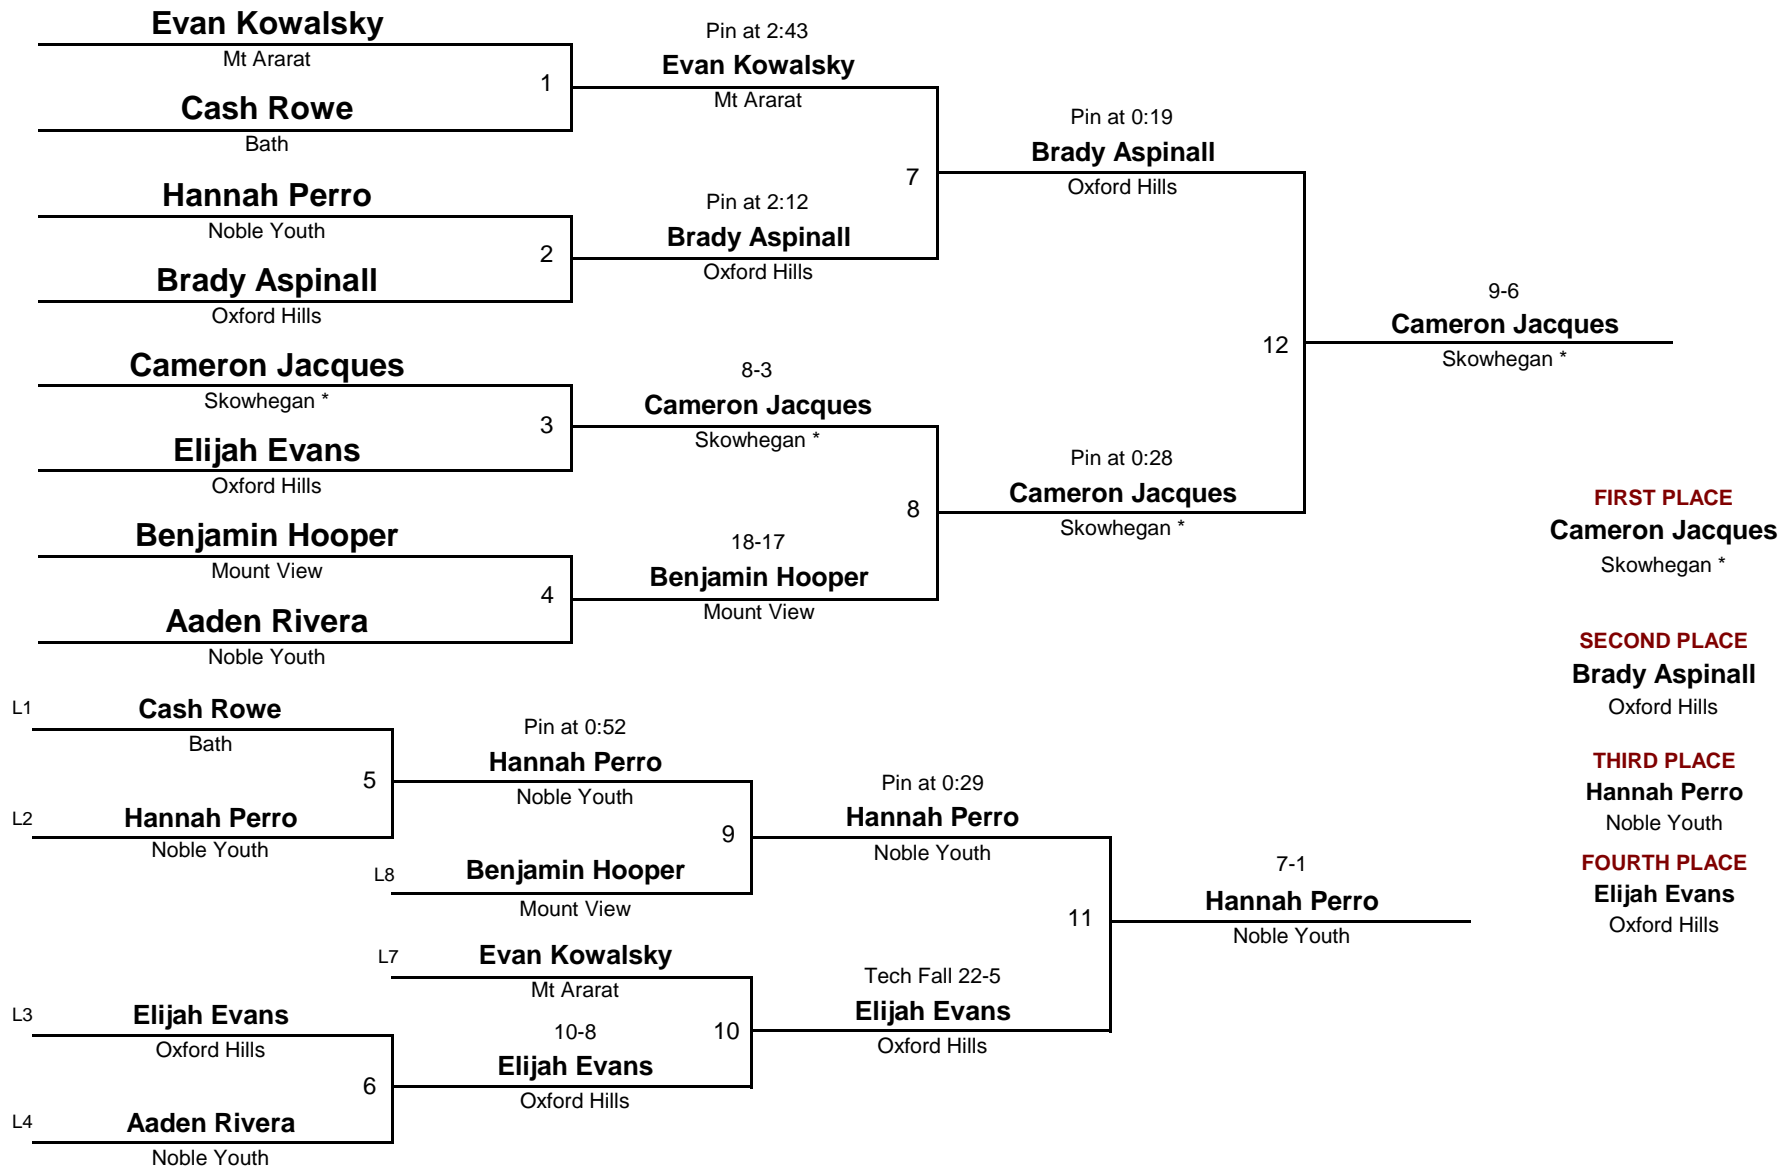 Evan Kowalsky
Mt Ararat
1
Cash Rowe
Bath
Hannah Perro
Noble Youth
2
Brady Aspinall
Oxford Hills
Cameron Jacques
Skowhegan *
3
Elijah Evans
Oxford Hills
Benjamin Hooper
Mount View
4
Aaden Rivera
Noble Youth
Pin at 2:43
Evan Kowalsky
Mt Ararat
7
Pin at 2:12
Brady Aspinall
Oxford Hills
8-3
Cameron Jacques
Skowhegan *
8
18-17
Benjamin Hooper
Mount View
Pin at 0:19
Brady Aspinall
Oxford Hills
12
Pin at 0:28
Cameron Jacques
Skowhegan *
9-6
Cameron Jacques
Skowhegan *
L1
Cash Rowe
Bath
5
L2
Hannah Perro
Noble Youth
L3
Elijah Evans
Oxford Hills
6
L4
Aaden Rivera
Noble Youth
Pin at 0:52
Hannah Perro
Noble Youth
9
L8
Benjamin Hooper
Mount View
L7
Evan Kowalsky
Mt Ararat
10
10-8
Elijah Evans
Oxford Hills
Pin at 0:29
Hannah Perro
Noble Youth
11
Tech Fall 22-5
Elijah Evans
Oxford Hills
7-1
Hannah Perro
Noble Youth
FIRST PLACE
Cameron Jacques
Skowhegan *
SECOND PLACE
Brady Aspinall
Oxford Hills
THIRD PLACE
Hannah Perro
Noble Youth
FOURTH PLACE
Elijah Evans
Oxford Hills